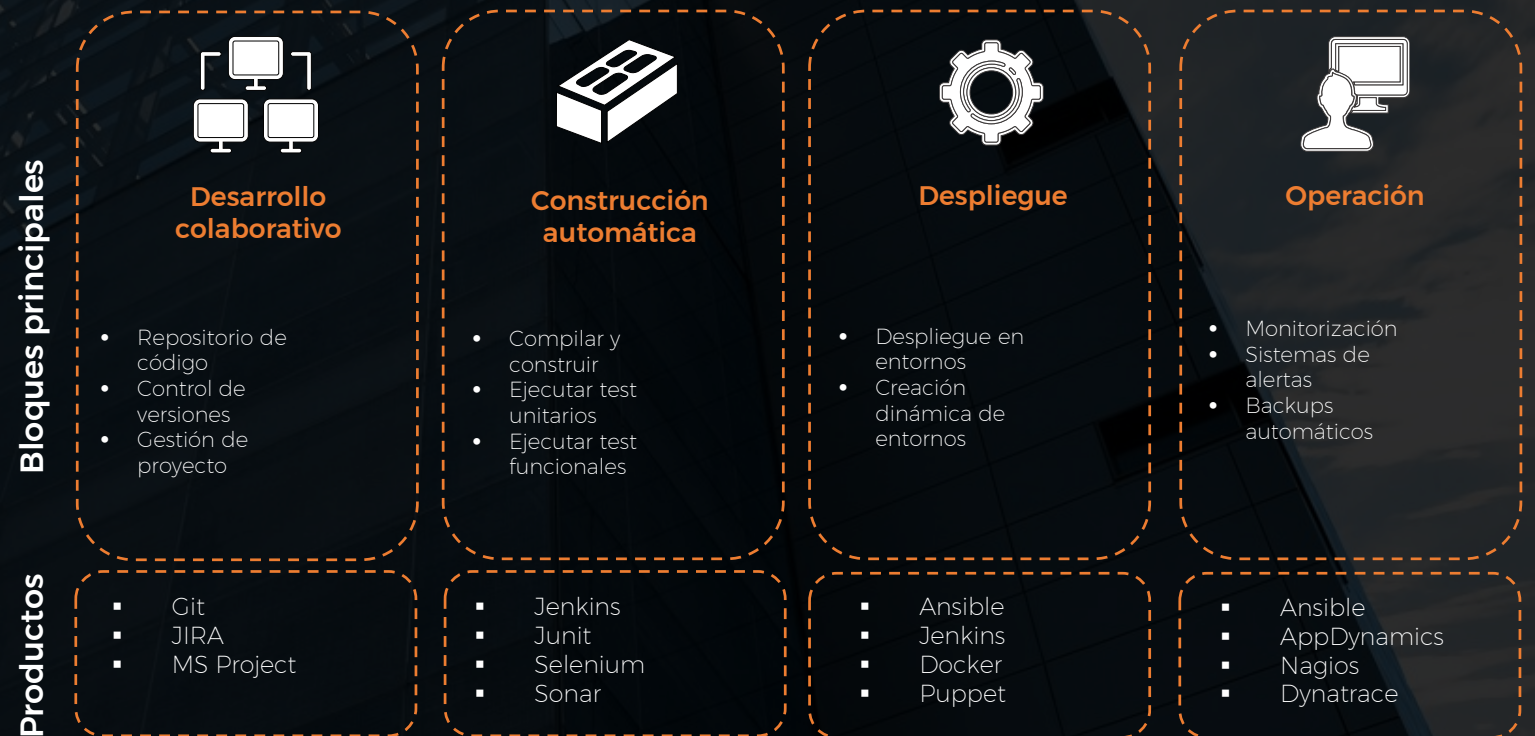 Bloques principales
Desarrollo
colaborativo
• Repositorio de
código
• Control de
versiones
• Gestión de
proyecto
Construcción
automática
• Compilar y
construir
• Ejecutar test
unitarios
• Ejecutar test
funcionales
Despliegue
• Despliegue en
entornos
• Creación
dinámica de
entornos
Operación
• Monitorización
• Sistemas de
alertas
• Backups
automáticos
Productos
▪ Git
▪ JIRA
▪ MS Project
▪ Jenkins
▪ Junit
▪ Selenium
▪ Sonar
▪ Ansible
▪ Jenkins
▪ Docker
▪ Puppet
▪ Ansible
▪ AppDynamics
▪ Nagios
▪ Dynatrace